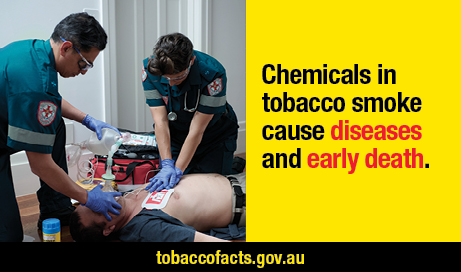 Chemicals in
tobacco smoke
cause diseases
and early death.
tobaccofacts.gov.au